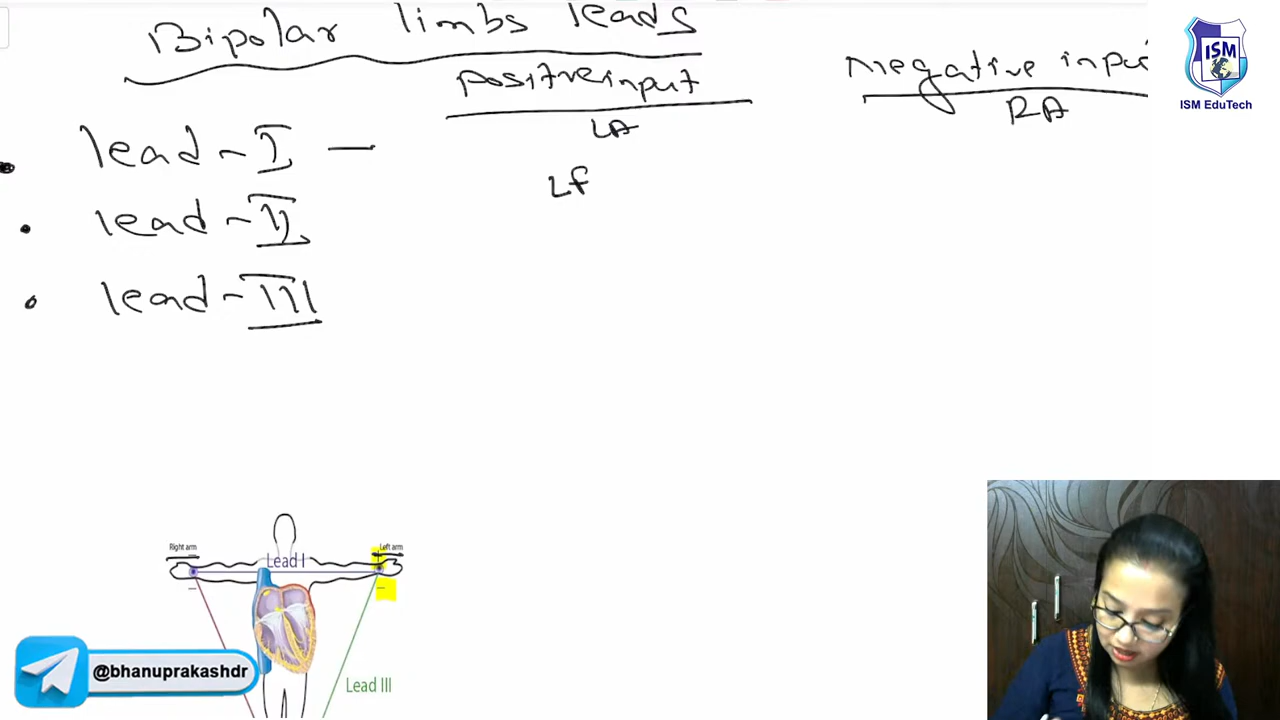 Bipolar limbs leads
positive input
negative inpu
LA
RA
lead - I —
Lf
lead - II
lead - III
ISM
ISM EduTech
Right arm
Left arm
Lead I
Lead III
@bhanuprakashdr